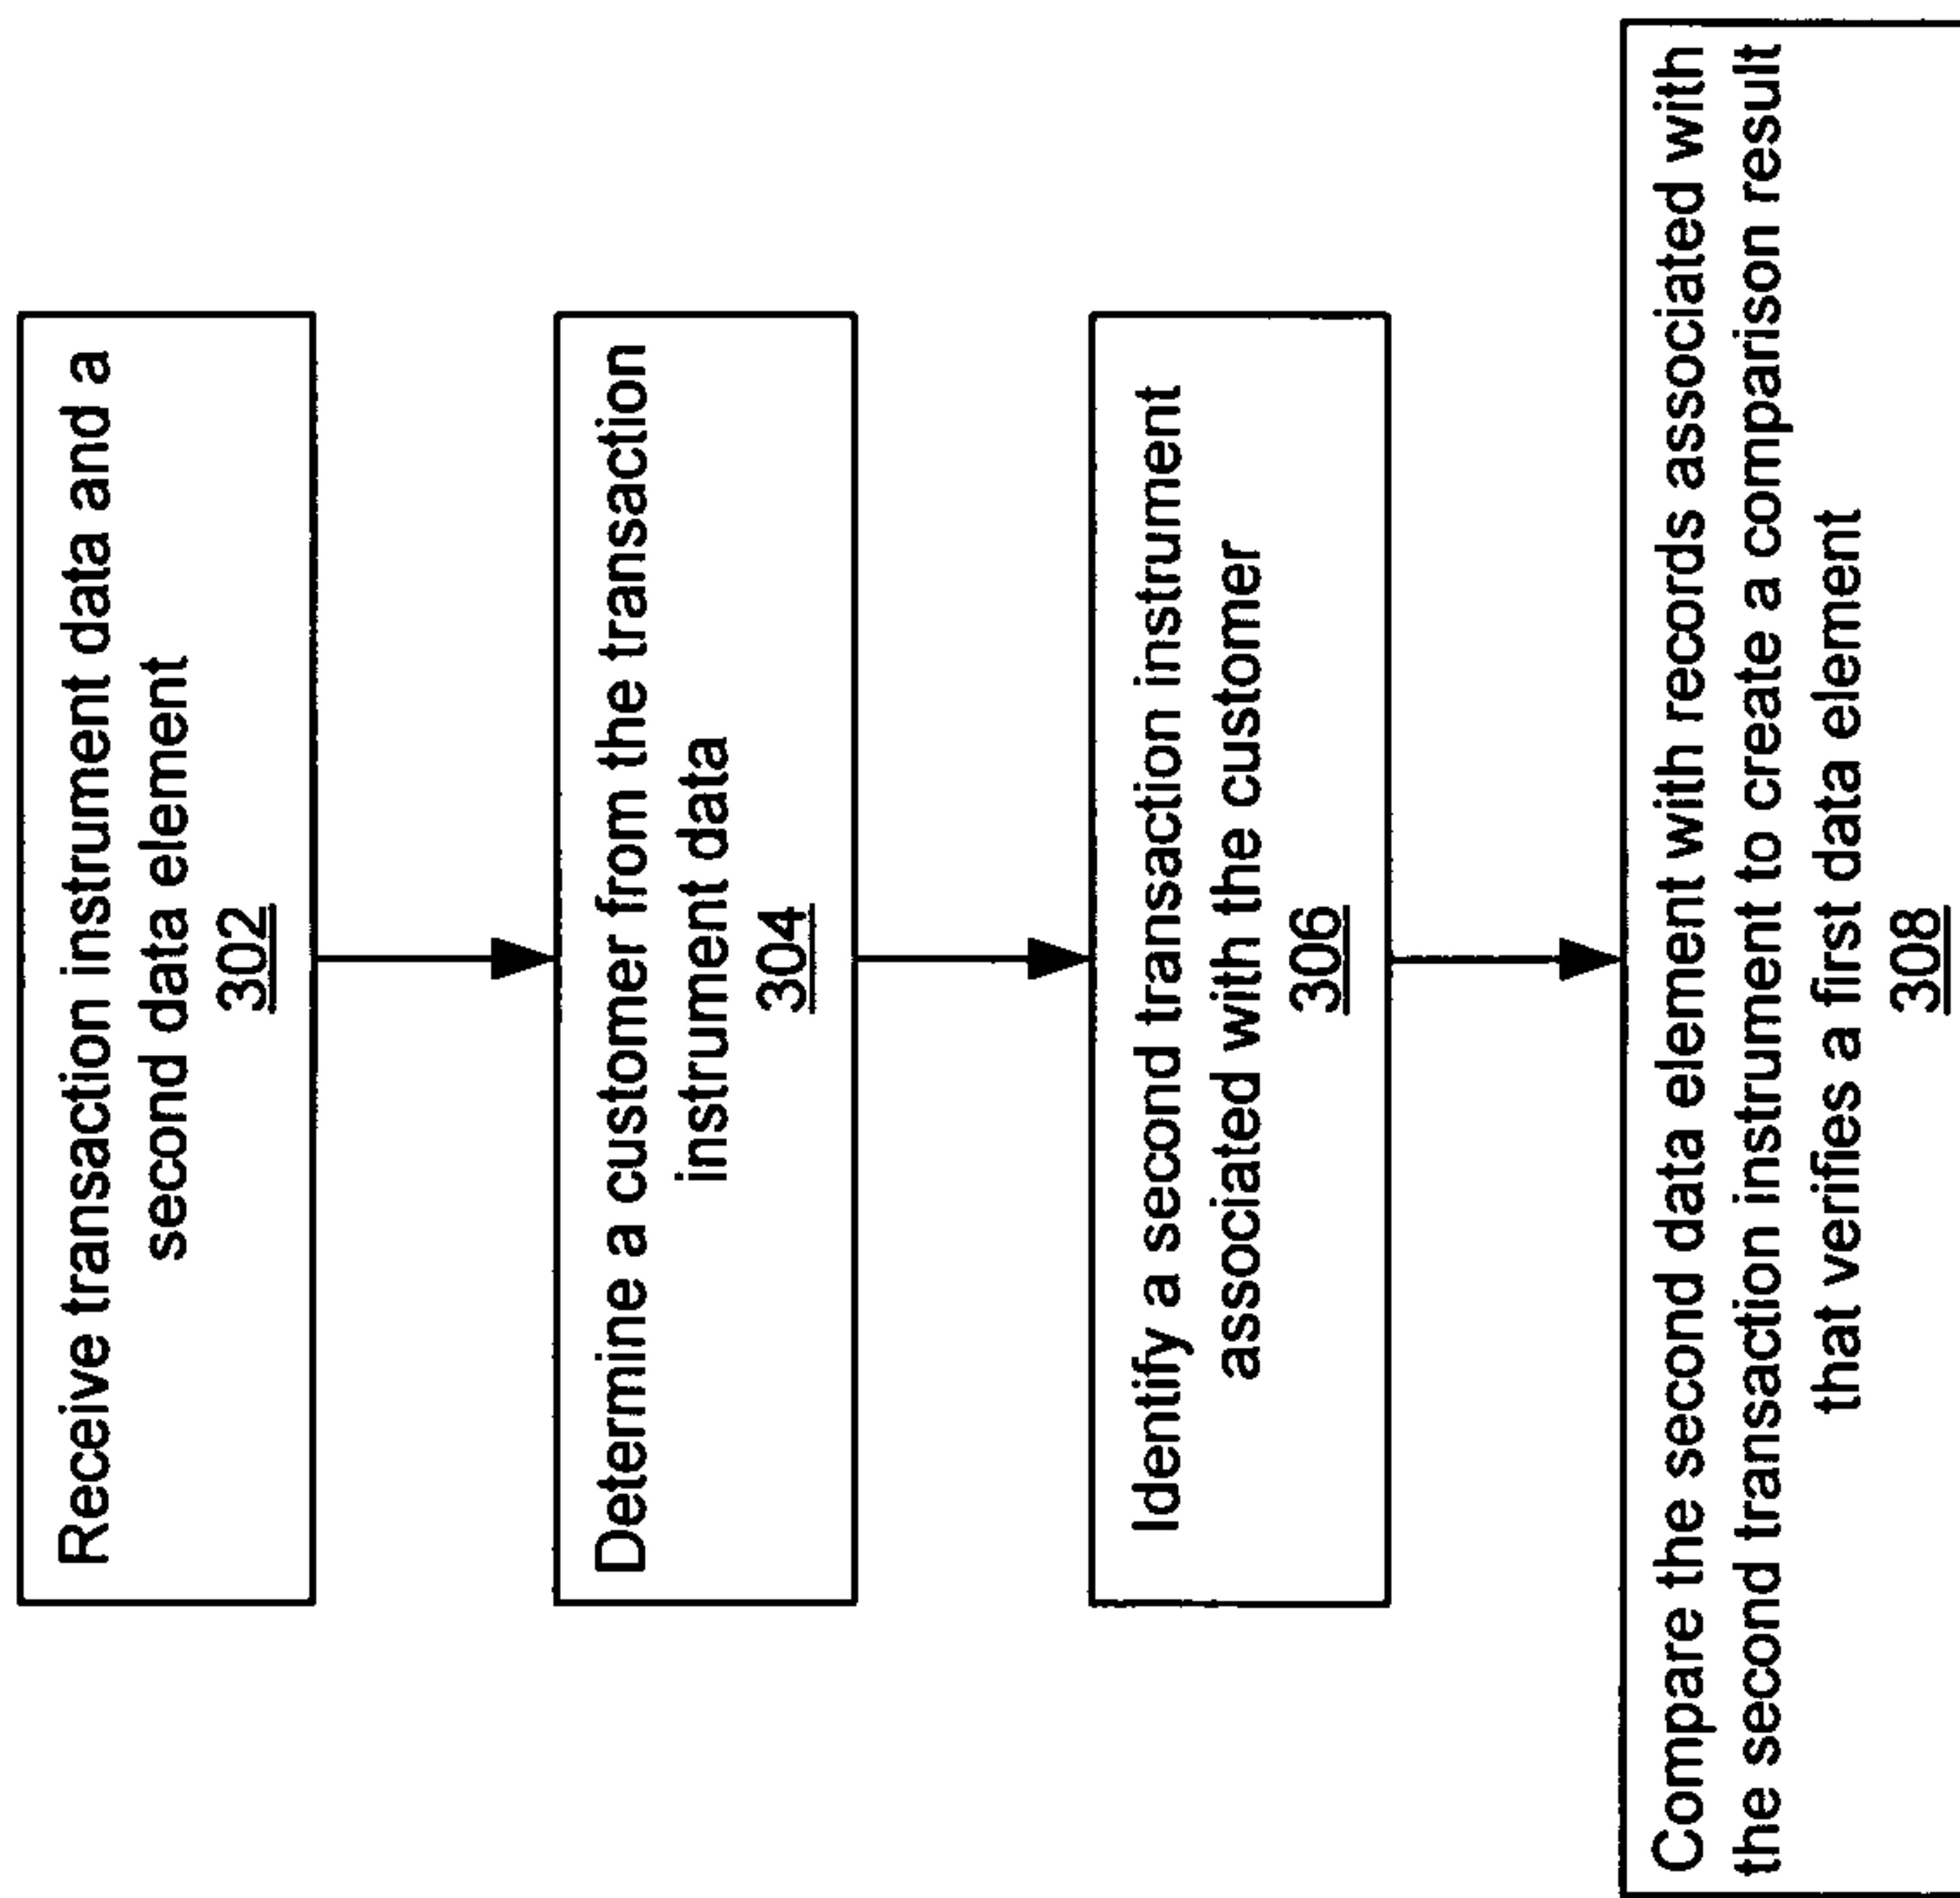 Receive transaction instrument data and a
second data element
302
Determine a customer from the transaction
instrument data
304
Identify a second transaction instrument
associated with the customer
306
Compare the second data element with records associated with
the second transaction instrument to create a comparison result
that verifies a first data element
308